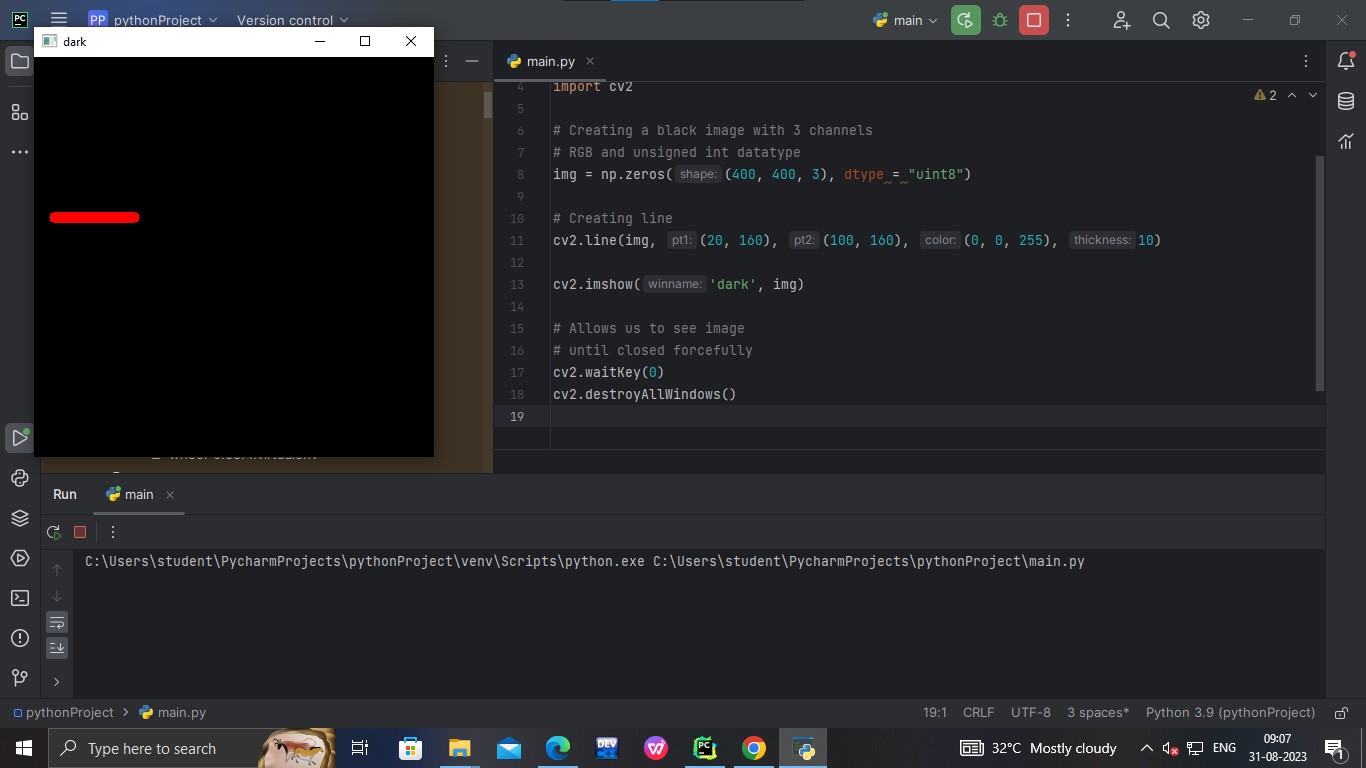 PC
PP pythonProject
Version control
main
dark
main.py
2
4 import cv2
5
6 # Creating a black image with 3 channels
7 # RGB and unsigned int datatype
8 img = np.zeros( shape: (400, 400, 3), dtype = "uint8")
9
10 # Creating line
11 cv2.line(img, pt1: (20, 160), pt2: (100, 160), color: (0, 0, 255), thickness: 10)
12
13 cv2.imshow( winname: 'dark', img)
14
15 # Allows us to see image
16 # until closed forcefully
17 cv2.waitKey(0)
18 cv2.destroyAllWindows()
19
Run main
C:\Users\student\PycharmProjects\pythonProject\venv\Scripts\python.exe C:\Users\student\PycharmProjects\pythonProject\main.py
pythonProject > main.py
19:1 CRLF UTF-8 3 spaces* Python 3.9 (pythonProject)
Type here to search
DEV
PC
32°C Mostly cloudy
ENG
09:07
31-08-2023
1